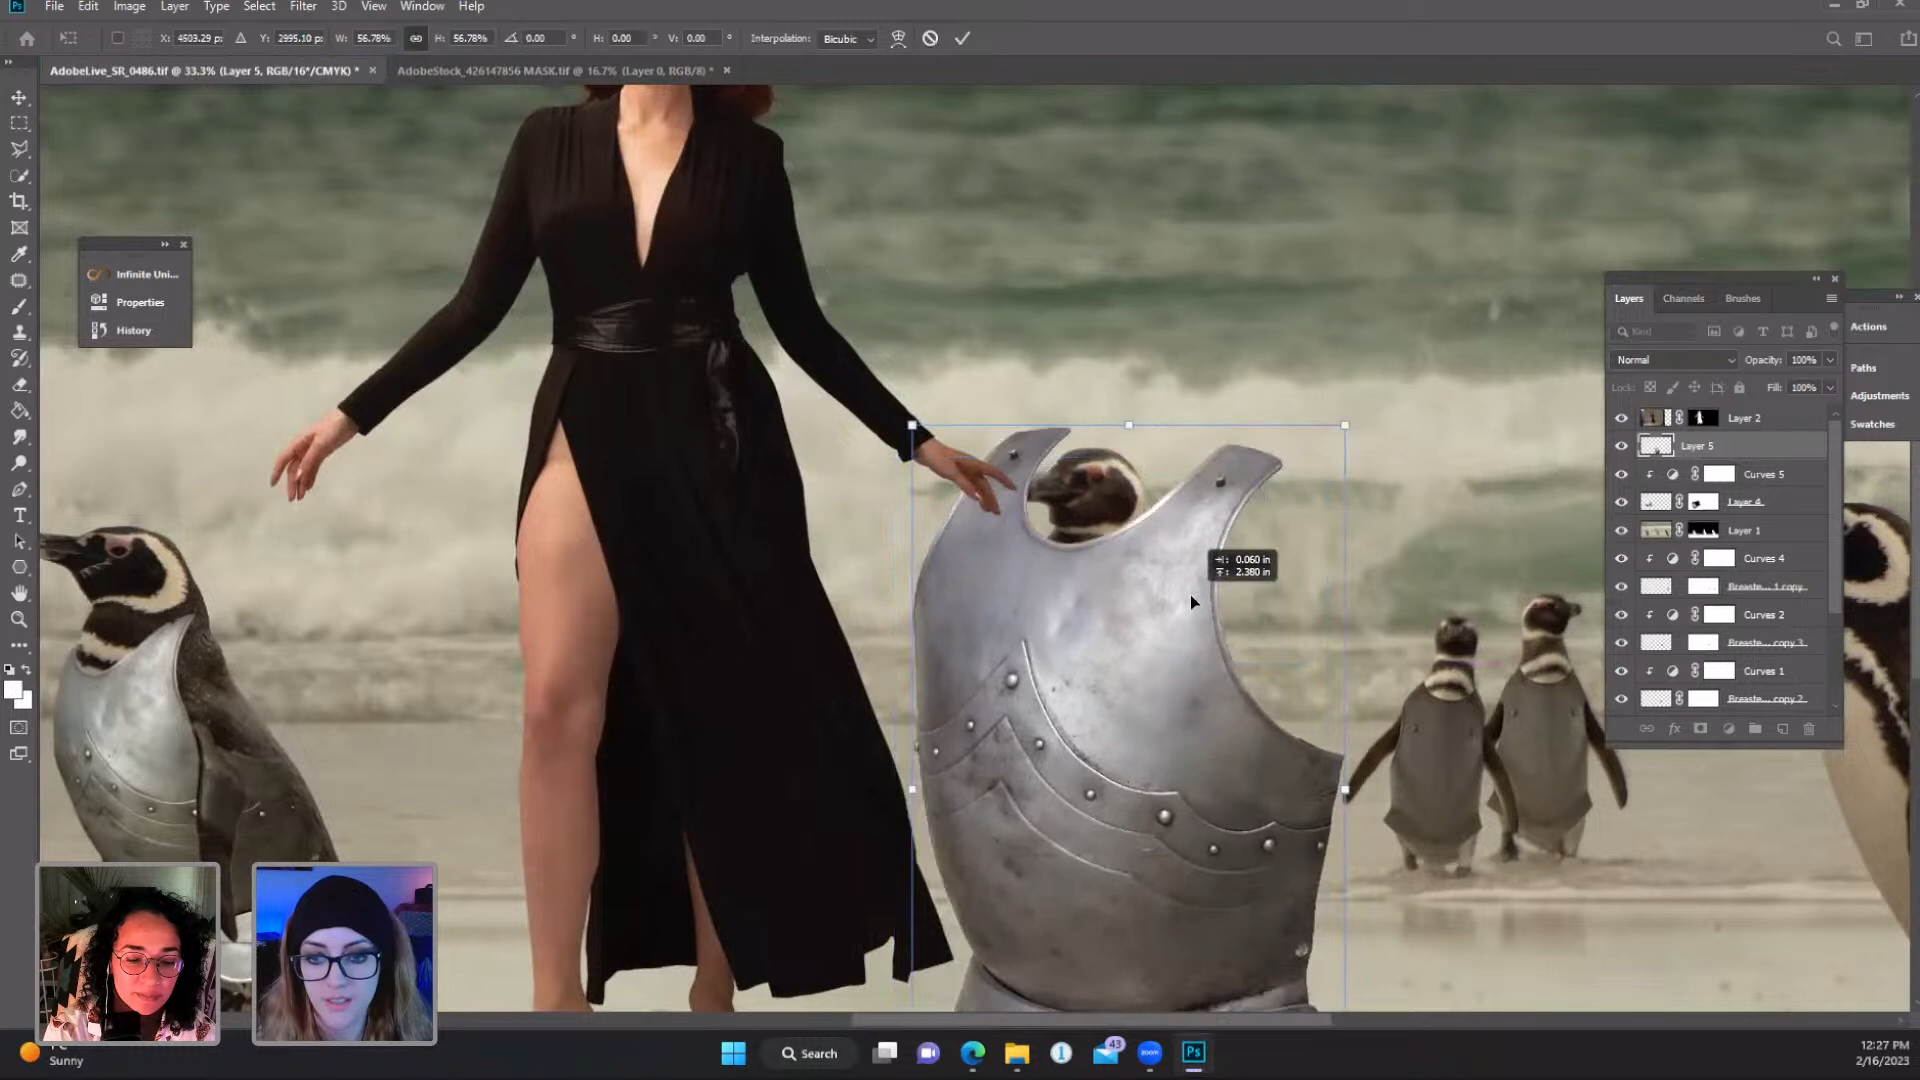 Ps File Edit Image Layer Type Select Filter 3D View Window Help
X: 4503.29 p: Y: 2995.10 p: W: 56.78% H: 56.78% 0.00 ° H: 0.00 ° V: 0.00 ° Interpolation: Bicubic
AdobeLive_SR_0486.tif @ 33.3% (Layer 5, RGB/16*/CMYK) *
AdobeStock_426147856 MASK.tif @ 16.7% (Layer 0, RGB/8) *
Infinite Uni...
Properties
History
0.060 in
2.380 in
Layers Channels Brushes
Kind
Normal Opacity: 100%
Lock: Fill: 100%
Layer 2
Layer 5
Curves 5
Layer 4
Layer 1
Curves 4
Breaste... 1 copy
Curves 2
Breaste... copy 3
Curves 1
Breaste... copy 2
fx
Actions
Paths
Adjustments
Swatches
Sunny
Search
43
zoom
Ps
12:27 PM
2/16/2023